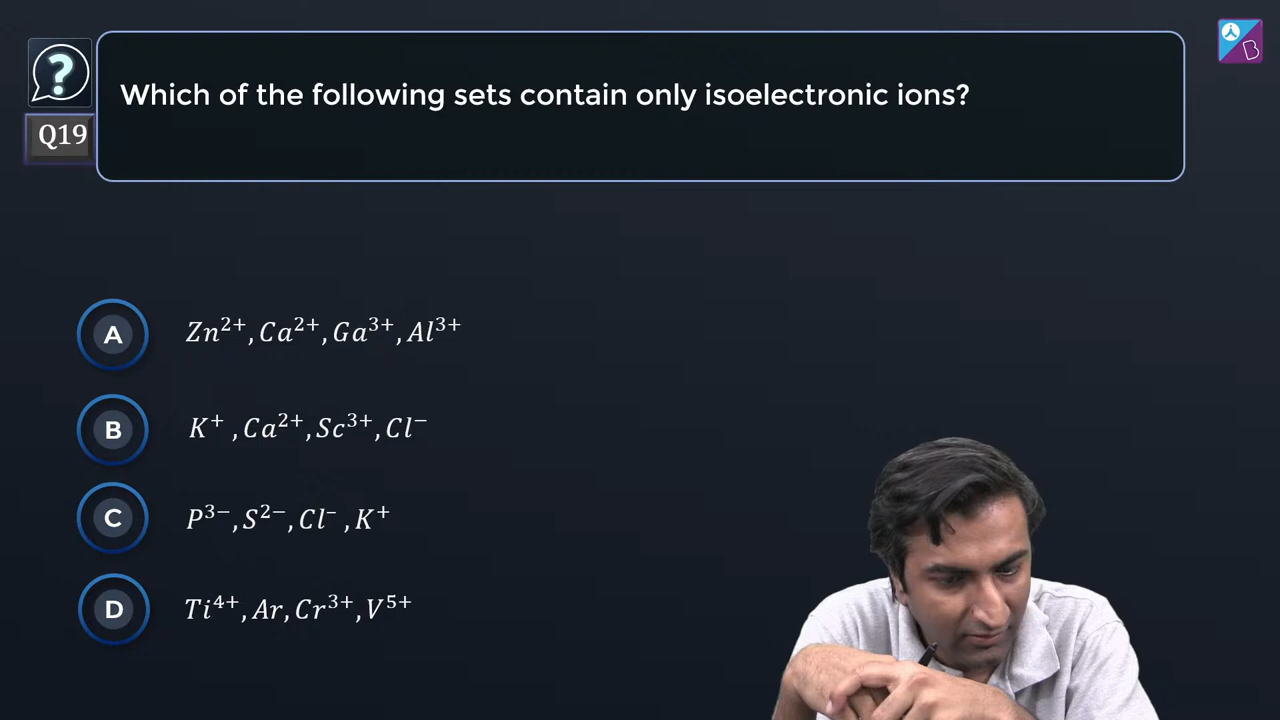 ?
Which of the following sets contain only isoelectronic ions?
Q19
A
Zn²⁺, Ca²⁺, Ga³⁺, Al³⁺
B
K⁺ , Ca²⁺, Sc³⁺, Cl⁻
C
P³⁻, S²⁻, Cl⁻ , K⁺
D
Ti⁴⁺, Ar, Cr³⁺, V⁵⁺
B